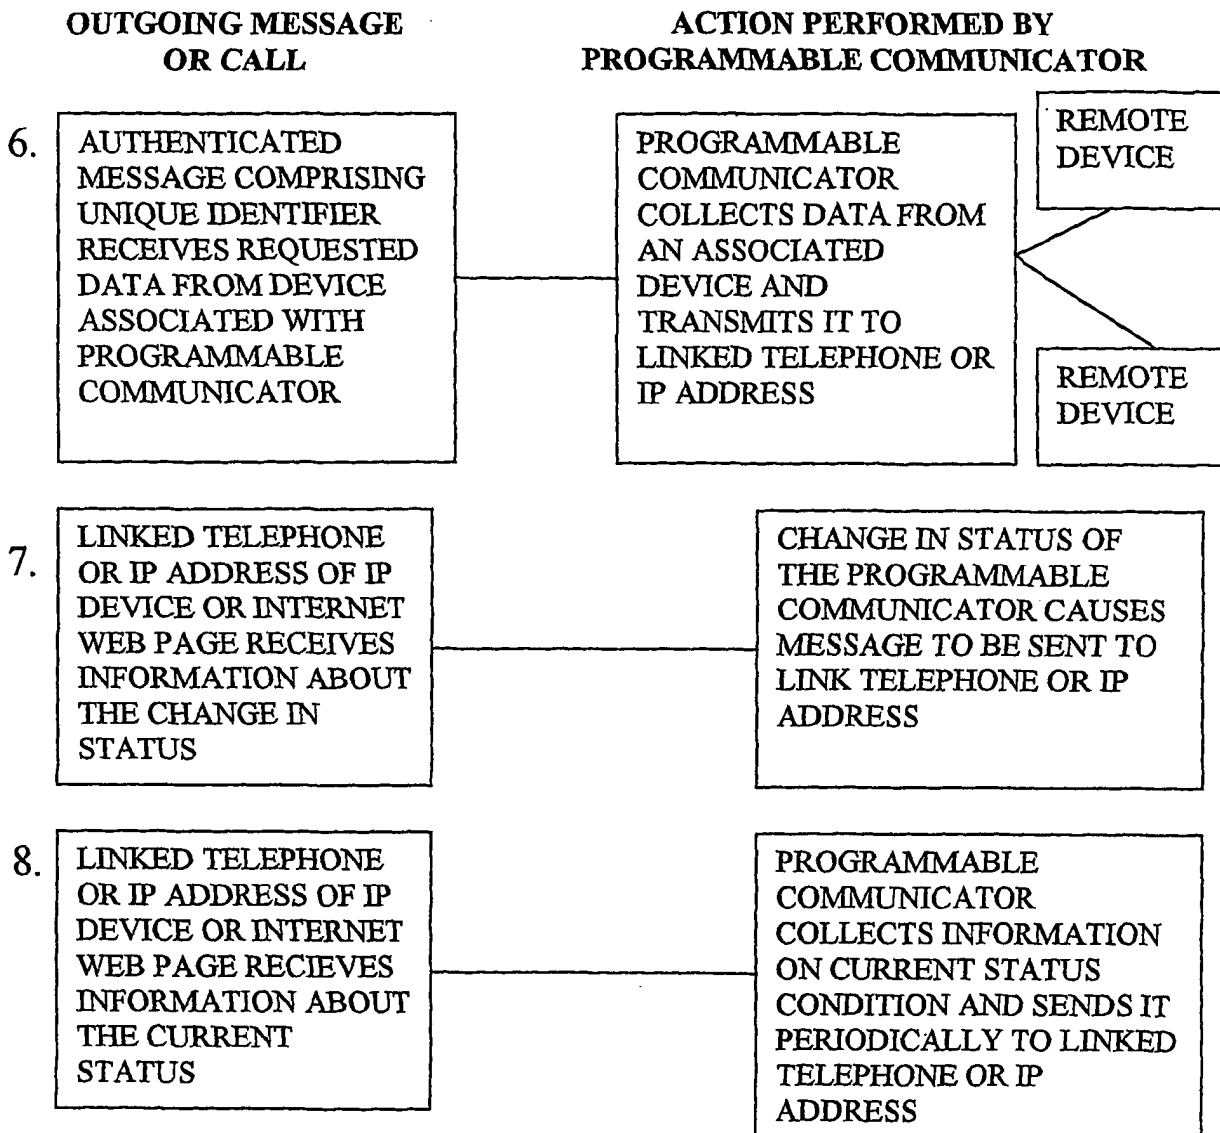 OUTGOING MESSAGE
OR CALL
ACTION PERFORMED BY
PROGRAMMABLE COMMUNICATOR
6.
AUTHENTICATED
MESSAGE COMPRISING
UNIQUE IDENTIFIER
RECEIVES REQUESTED
DATA FROM DEVICE
ASSOCIATED WITH
PROGRAMMABLE
COMMUNICATOR
PROGRAMMABLE
COMMUNICATOR
COLLECTS DATA FROM
AN ASSOCIATED
DEVICE AND
TRANSMITS IT TO
LINKED TELEPHONE OR
IP ADDRESS
REMOTE
DEVICE
REMOTE
DEVICE
7.
LINKED TELEPHONE
OR IP ADDRESS OF IP
DEVICE OR INTERNET
WEB PAGE RECEIVES
INFORMATION ABOUT
THE CHANGE IN
STATUS
CHANGE IN STATUS OF
THE PROGRAMMABLE
COMMUNICATOR CAUSES
MESSAGE TO BE SENT TO
LINK TELEPHONE OR IP
ADDRESS
8.
LINKED TELEPHONE
OR IP ADDRESS OF IP
DEVICE OR INTERNET
WEB PAGE RECIEVES
INFORMATION ABOUT
THE CURRENT
STATUS
PROGRAMMABLE
COMMUNICATOR
COLLECTS INFORMATION
ON CURRENT STATUS
CONDITION AND SENDS IT
PERIODICALLY TO LINKED
TELEPHONE OR IP
ADDRESS